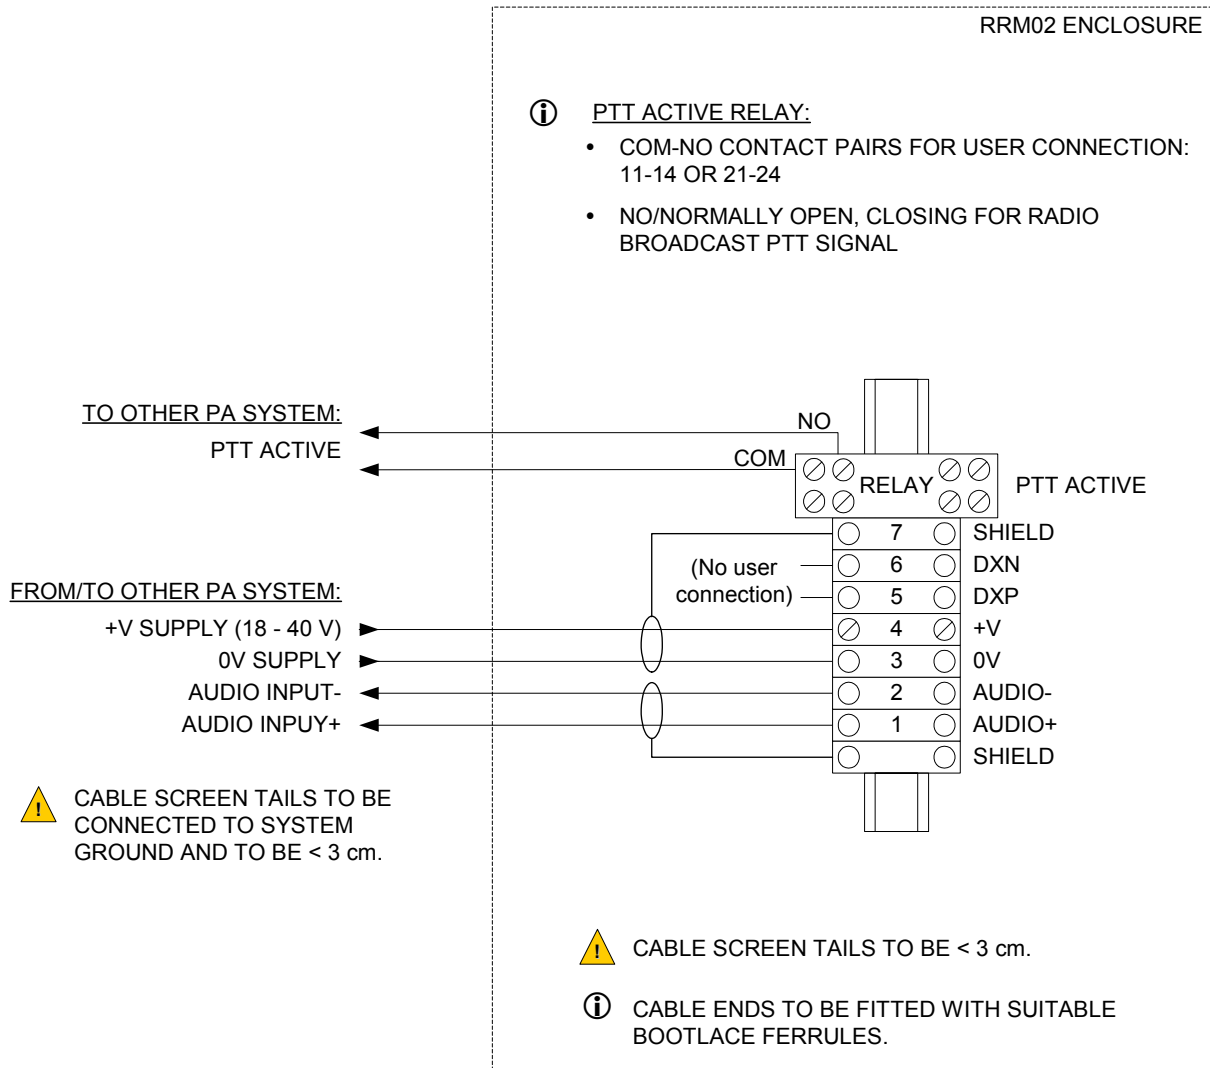 RRM02 ENCLOSURE
PTT ACTIVE RELAY:
• COM-NO CONTACT PAIRS FOR USER CONNECTION:
11-14 OR 21-24
• NO/NORMALLY OPEN, CLOSING FOR RADIO
BROADCAST PTT SIGNAL
TO OTHER PA SYSTEM:
PTT ACTIVE
NO
COM
RELAY
PTT ACTIVE
7 SHIELD
(No user
connection)
6 DXN
5 DXP
FROM/TO OTHER PA SYSTEM:
+V SUPPLY (18 - 40 V)
4 +V
0V SUPPLY
3 0V
AUDIO INPUT-
2 AUDIO-
AUDIO INPUY+
1 AUDIO+
SHIELD
! CABLE SCREEN TAILS TO BE
CONNECTED TO SYSTEM
GROUND AND TO BE < 3 cm.
! CABLE SCREEN TAILS TO BE < 3 cm.
CABLE ENDS TO BE FITTED WITH SUITABLE
BOOTLACE FERRULES.